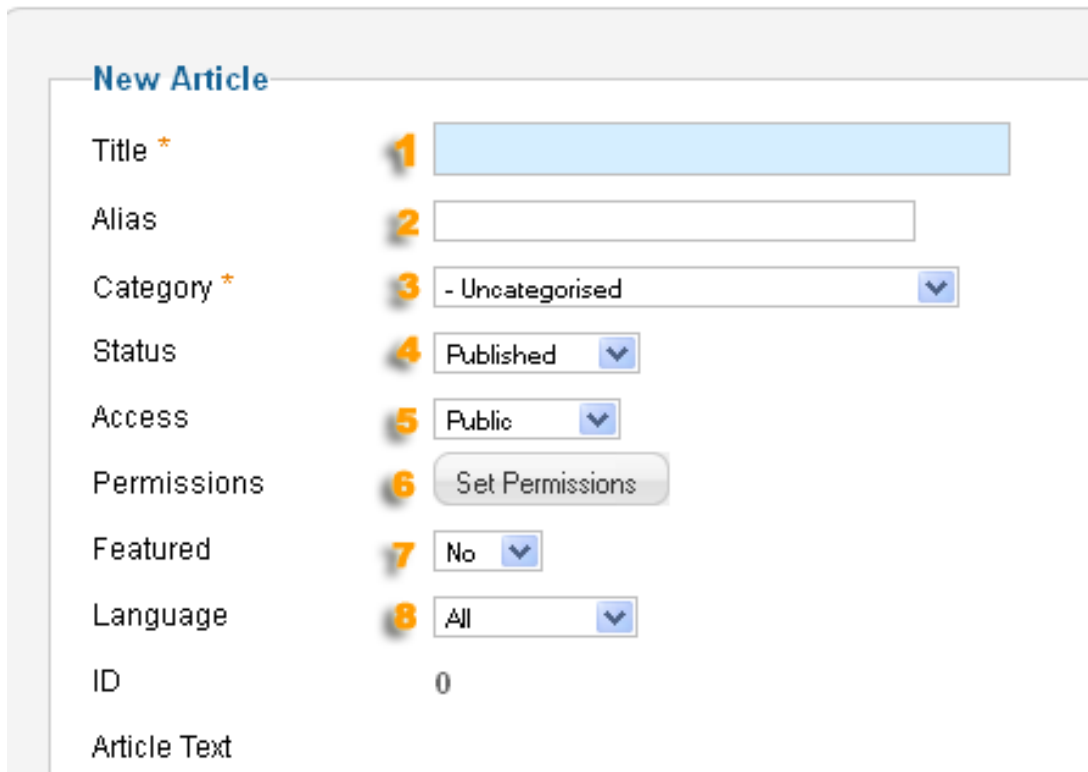 New Article
Title * 1
Alias 2
Category * 3 - Uncategorised
Status 4 Published
Access 5 Public
Permissions 6 Set Permissions
Featured 7 No
Language 8 All
ID 0
Article Text